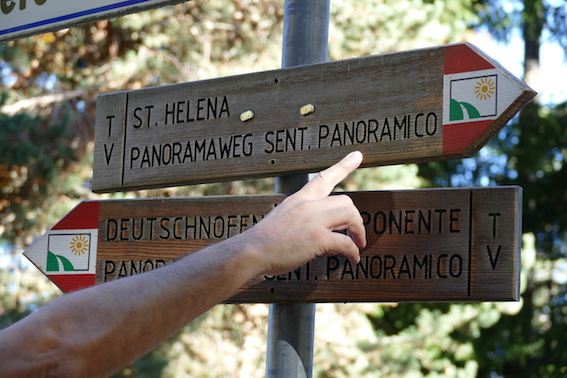 T
V
ST. HELENA
PANORAMAWEG SENT. PANORAMICO
DEUTSCHNOFEN PONENTE
SENT. PANORAMICO
T
V